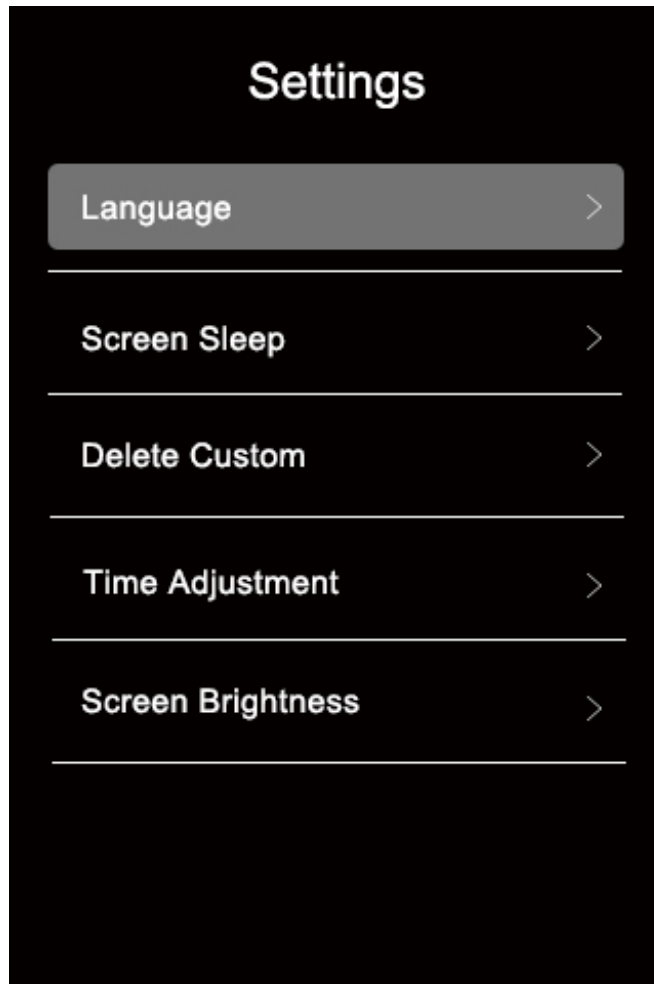 Settings
Language
Screen Sleep
Delete Custom
Time Adjustment
Screen Brightness